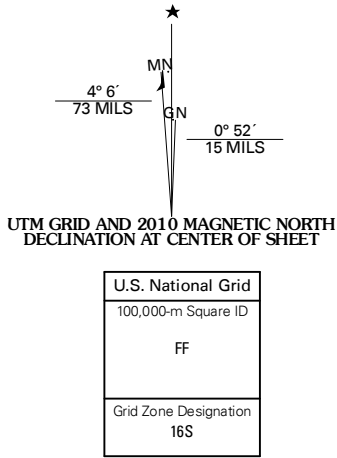 ★
MN
4° 6´
73 MILS
GN
0° 52´
15 MILS
UTM GRID AND 2010 MAGNETIC NORTH
DECLINATION AT CENTER OF SHEET
U.S. National Grid
100,000-m Square ID
FF
Grid Zone Designation
16S